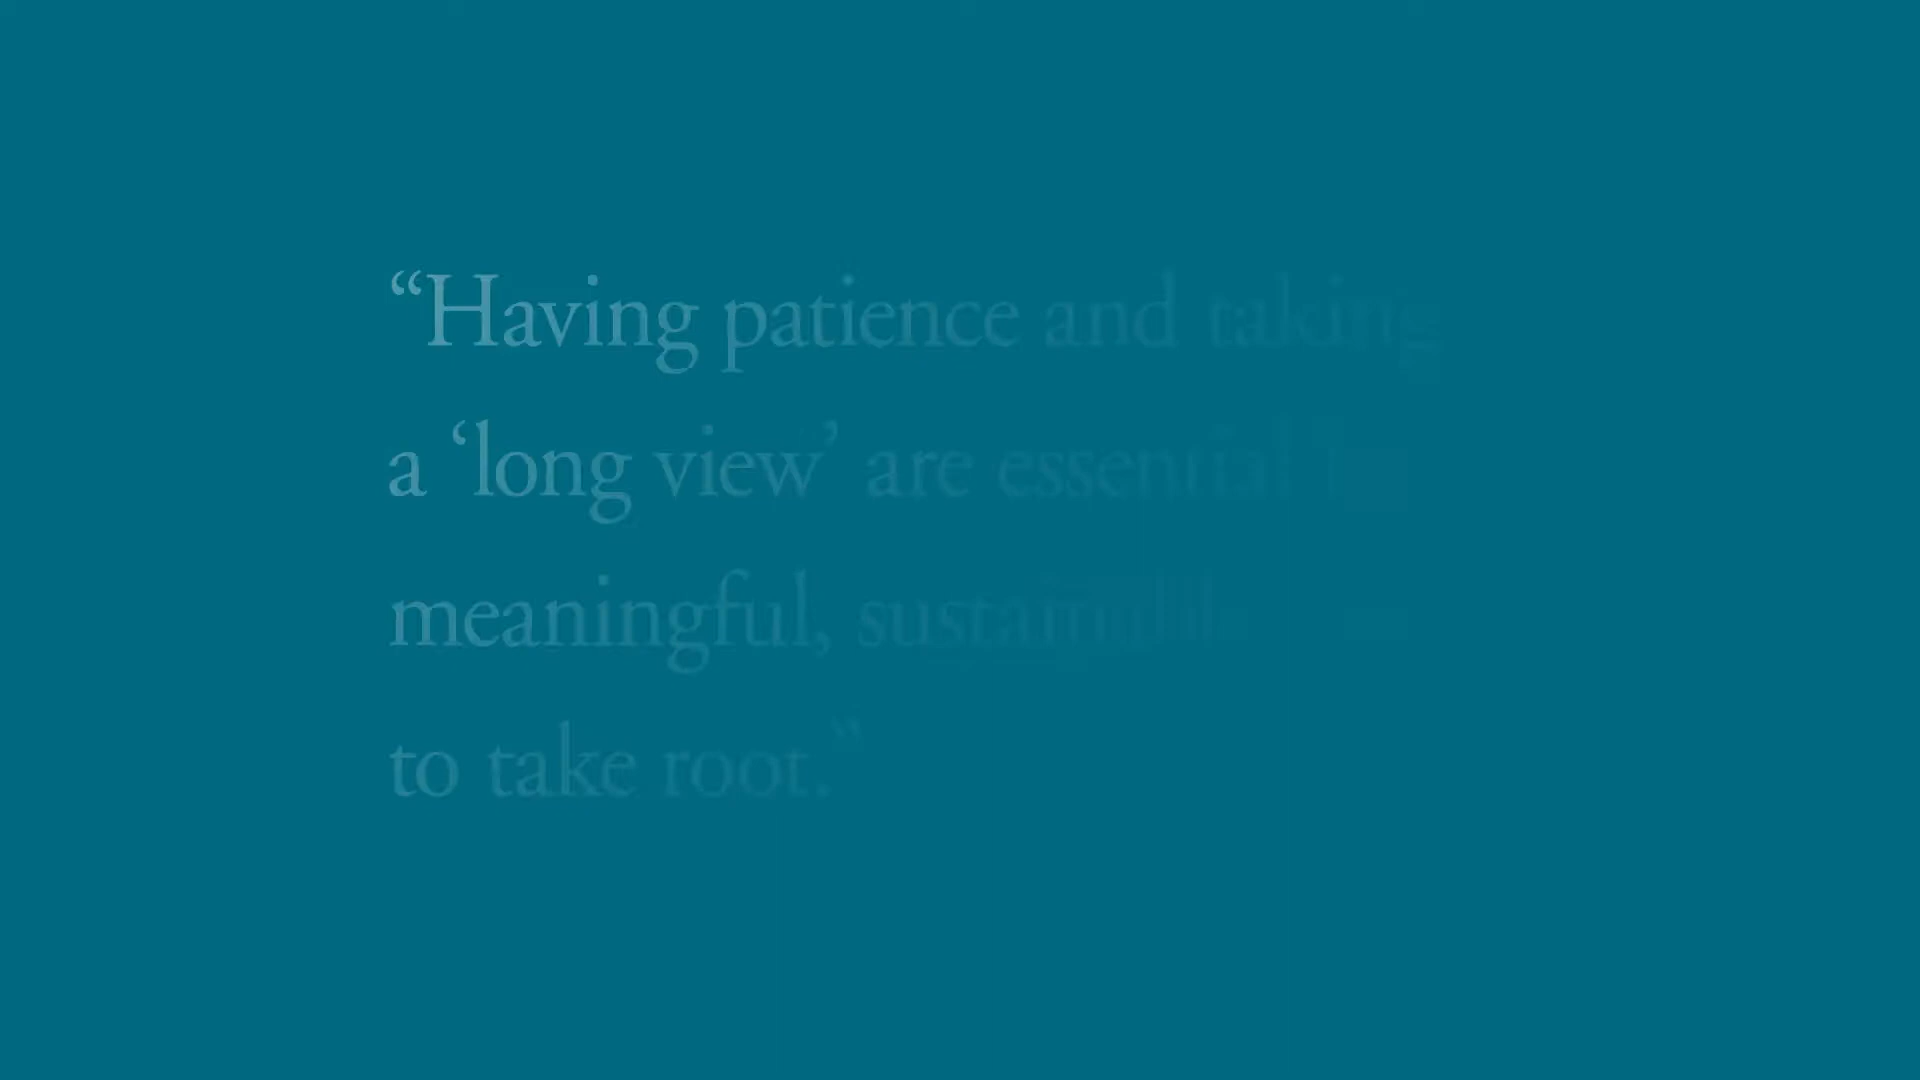 “Having patience and taking
a ‘long view’ are essential
meaningful, sustainable
to take root.”